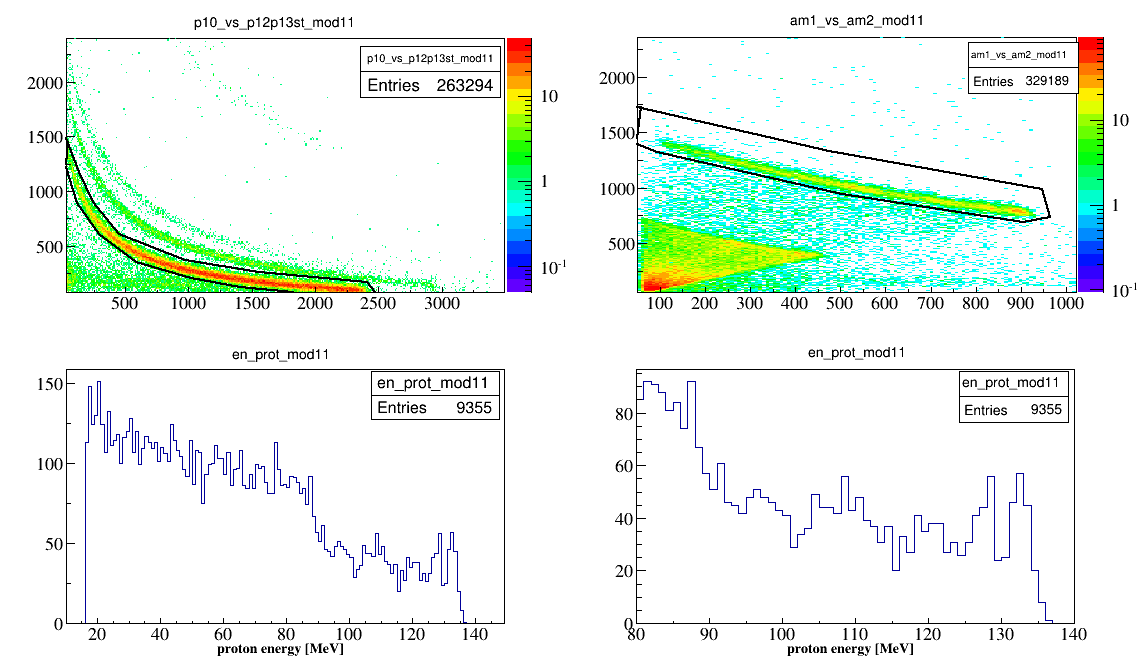 p10_vs_p12p13st_mod11
p10_vs_p12p13st_mod11
Entries 263294
2000
1500
1000
500
500 1000 1500 2000 2500 3000
10
1
10-1
am1_vs_am2_mod11
am1_vs_am2_mod11
Entries 329189
2000
1500
1000
500
100 200 300 400 500 600 700 800 900 1000
10
1
10-1
en_prot_mod11
en_prot_mod11
Entries 9355
150
100
50
0
20 40 60 80 100 120 140
proton energy [MeV]
en_prot_mod11
en_prot_mod11
Entries 9355
80
60
40
20
0
80 90 100 110 120 130 140
proton energy [MeV]